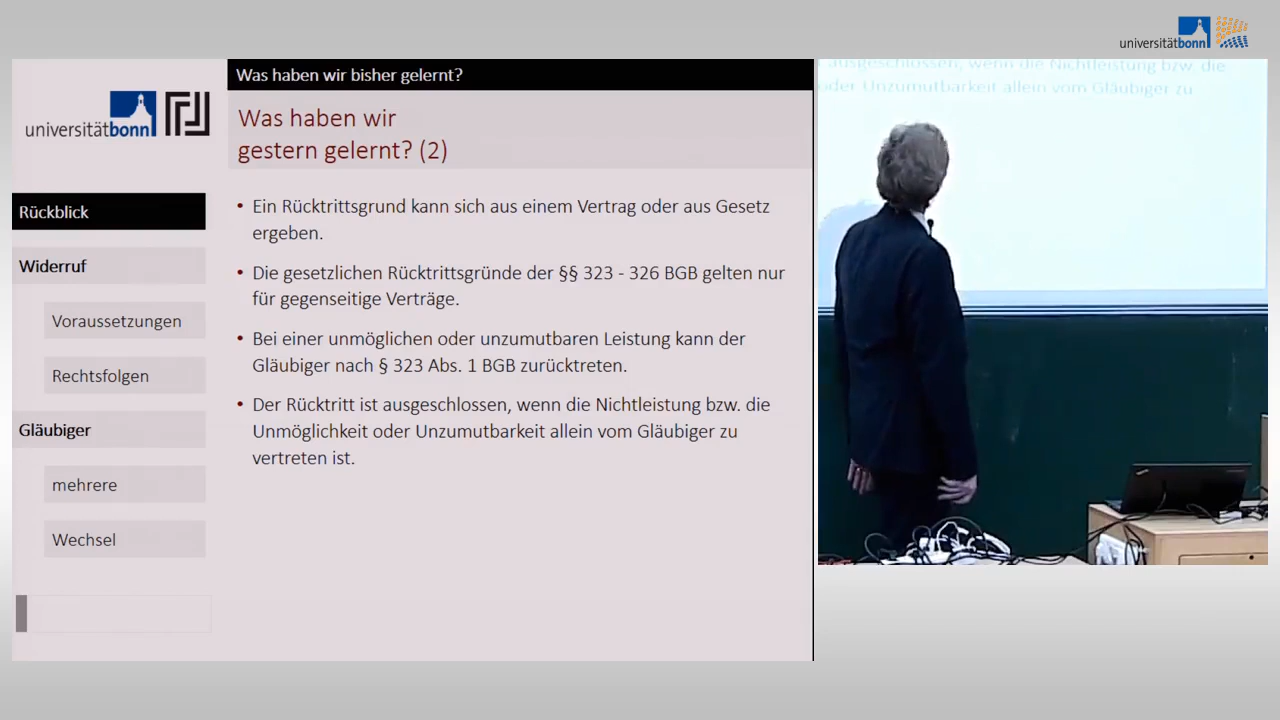 universitätbonn
Was haben wir bisher gelernt?
universitätbonn
Was haben wir
gestern gelernt? (2)
Rückblick
Widerruf
Voraussetzungen
Rechtsfolgen
Gläubiger
mehrere
Wechsel
• Ein Rücktrittsgrund kann sich aus einem Vertrag oder aus Gesetz
ergeben.
• Die gesetzlichen Rücktrittsgründe der §§ 323 - 326 BGB gelten nur
für gegenseitige Verträge.
• Bei einer unmöglichen oder unzumutbaren Leistung kann der
Gläubiger nach § 323 Abs. 1 BGB zurücktreten.
• Der Rücktritt ist ausgeschlossen, wenn die Nichtleistung bzw. die
Unmöglichkeit oder Unzumutbarkeit allein vom Gläubiger zu
vertreten ist.
ausgeschlossen, wenn die Nichtleistung bzw. die
oder Unzumutbarkeit allein vom Gläubiger zu